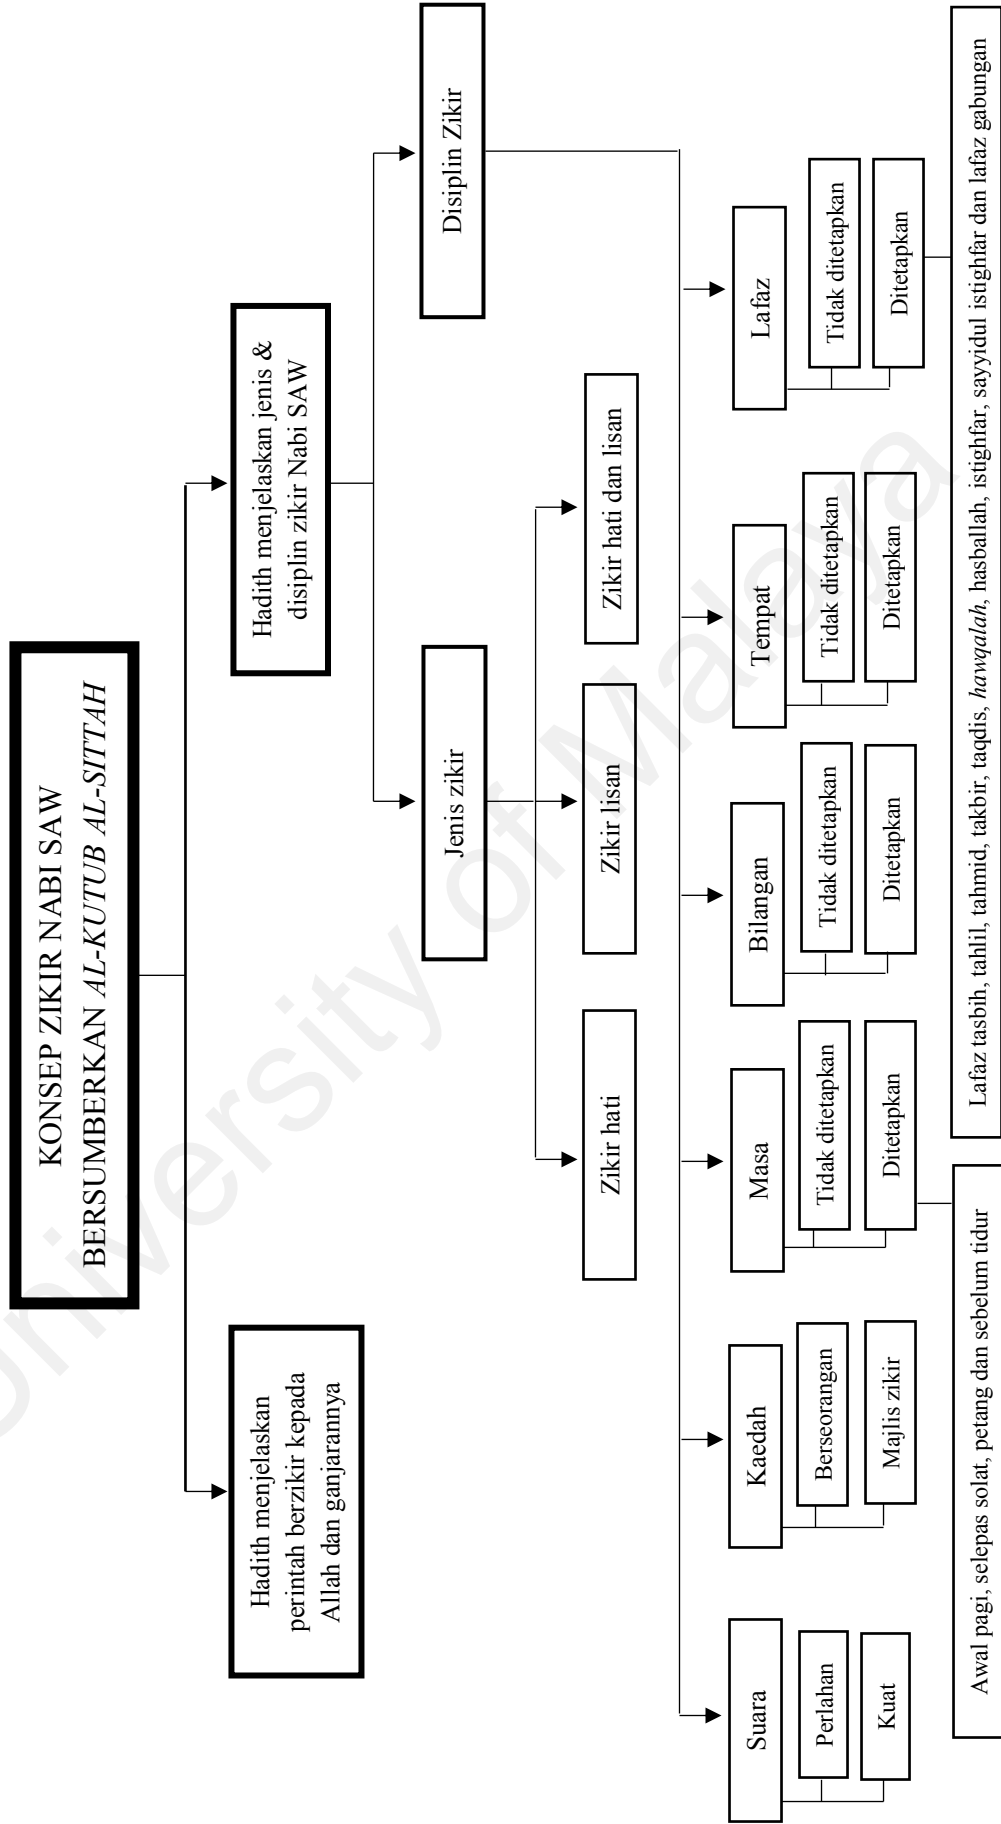 KONSEP ZIKIR NABI SAW
BERSUMBERKAN AL-KUTUB AL-SITTAH
Hadith menjelaskan
perintah berzikir kepada
Allah dan ganjarannya
Hadith menjelaskan jenis &
disiplin zikir Nabi SAW
Jenis zikir
Disiplin Zikir
Zikir hati
Zikir lisan
Zikir hati dan lisan
Suara
Perlahan
Kuat
Kaedah
Berseorangan
Majlis zikir
Masa
Tidak ditetapkan
Ditetapkan
Bilangan
Tidak ditetapkan
Ditetapkan
Tempat
Tidak ditetapkan
Ditetapkan
Lafaz
Tidak ditetapkan
Ditetapkan
Awal pagi, selepas solat, petang dan sebelum tidur
Lafaz tasbih, tahlil, tahmid, takbir, taqdis, hawqalah, hasballah, istighfar, sayyidul istighfar dan lafaz gabungan
University of Malaya